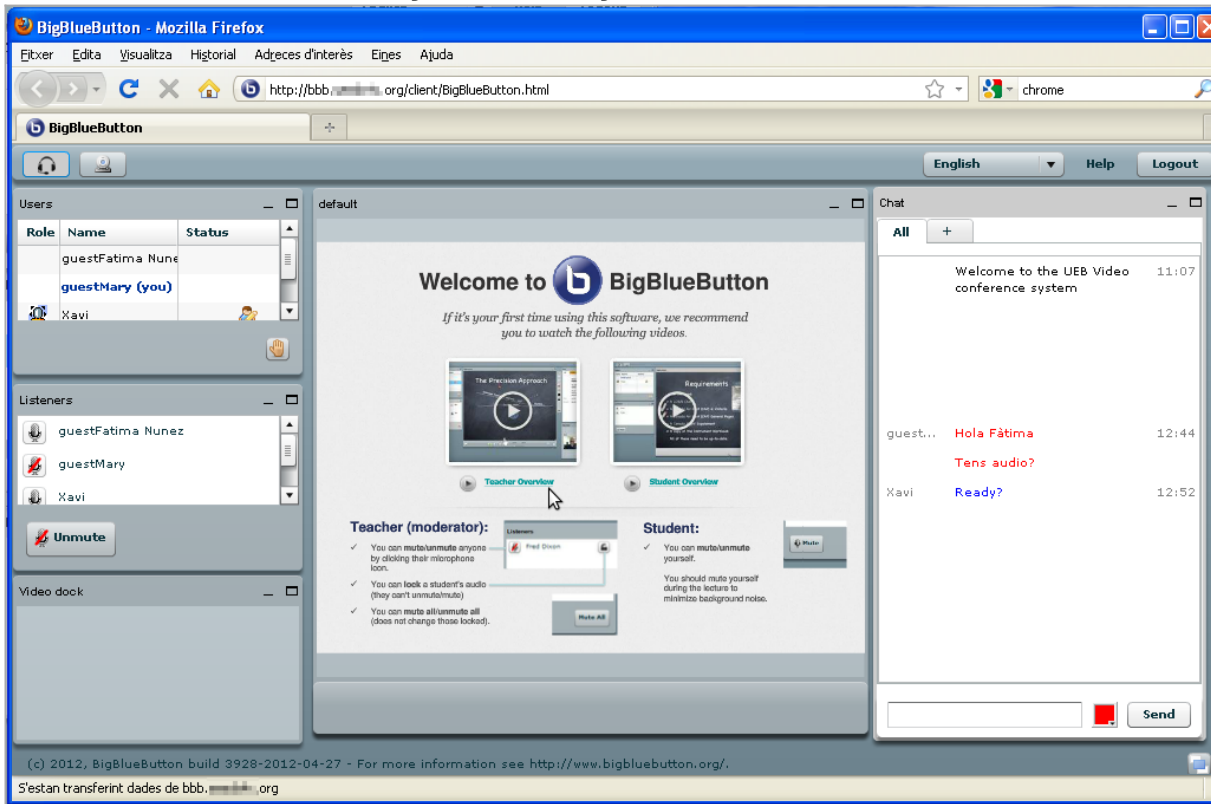 BigBlueButton - Mozilla Firefox
Fitxer Edita Visualitza Historial Adreces d'interès Eines Ajuda
http://bbb. .org/client/BigBlueButton.html
chrome
BigBlueButton
English Help Logout
Users
Role Name Status
guestFatima Nune
guestMary (you)
Xavi
Listeners
guestFatima Nunez
guestMary
Xavi
Unmute
Video dock
default
Welcome to b BigBlueButton
If it's your first time using this software, we recommend
you to watch the following videos.
The Precision Approach
Requirements
Teacher Overview
Student Overview
Teacher (moderator):
✓ You can mute/unmute anyone
by clicking their microphone
icon.
✓ You can lock a student's audio
(they can't unmute/mute)
✓ You can mute all/unmute all
(does not change those locked).
Listeners
Fred Dixon
Mute All
Student:
✓ You can mute/unmute
yourself.
You should mute yourself
during the lecture to
minimize background noise.
Mute
Chat
All +
Welcome to the UEB Video 11:07
conference system
guest... Hola Fàtima 12:44
Tens audio?
Xavi Ready? 12:52
Send
(c) 2012, BigBlueButton build 3928-2012-04-27 - For more information see http://www.bigbluebutton.org/.
S'estan transferint dades de bbb. .org